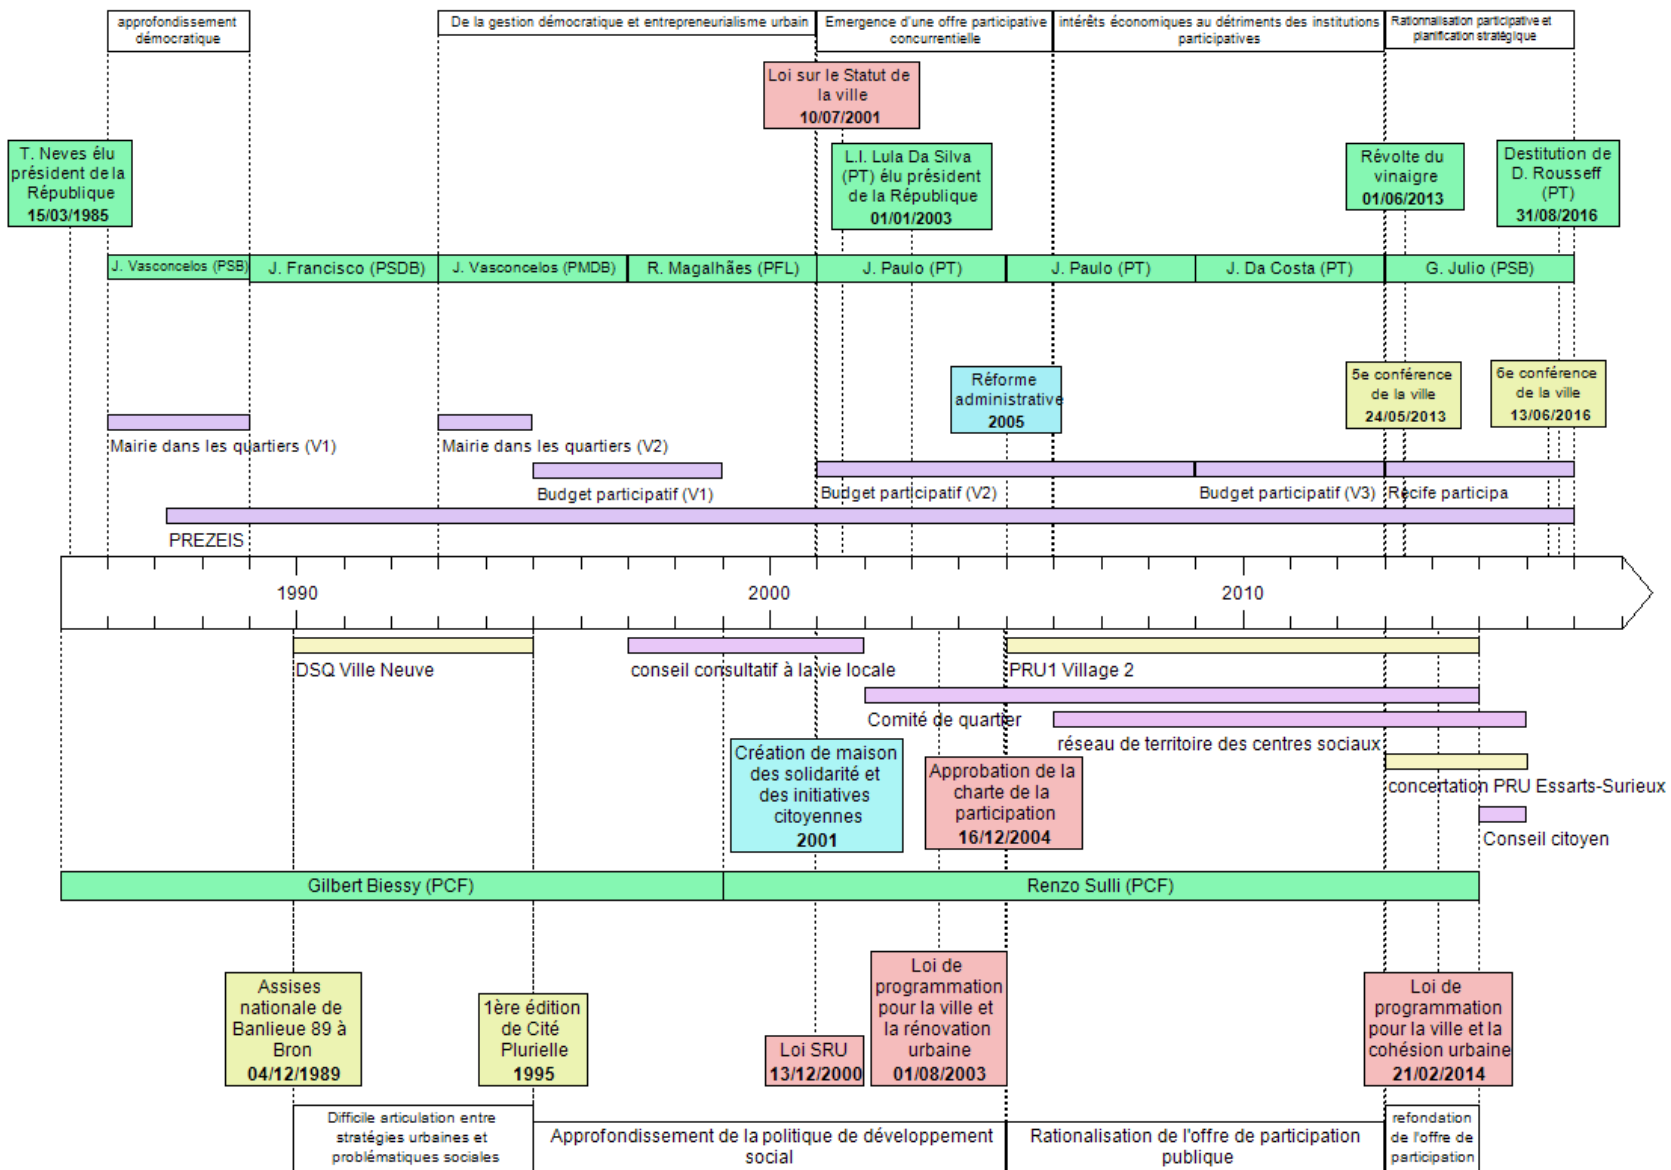 approfondissement
démocratique
De la gestion démocratique et entrepreneurialisme urbain
Emergence d'une offre participative
concurrentielle
intérêts économiques au détriments des institutions
participatives
Rationnalisation participative et
planification stratégique
Loi sur le Statut de
la ville
10/07/2001
T. Neves élu
président de la
République
15/03/1985
L.I. Lula Da Silva
(PT) élu président
de la République
01/01/2003
Révolte du
vinaigre
01/06/2013
Destitution de
D. Rousseff
(PT)
31/08/2016
J. Vasconcelos (PSB)
J. Francisco (PSDB)
J. Vasconcelos (PMDB)
R. Magalhães (PFL)
J. Paulo (PT)
J. Paulo (PT)
J. Da Costa (PT)
G. Julio (PSB)
Réforme
administrative
2005
5e conférence
de la ville
24/05/2013
6e conférence
de la ville
13/06/2016
Mairie dans les quartiers (V1)
Mairie dans les quartiers (V2)
Budget participatif (V1)
Budget participatif (V2)
Budget participatif (V3)
Recife participa
PREZEIS
1990
2000
2010
DSQ Ville Neuve
conseil consultatif à la vie locale
PRU1 Village 2
Comité de quartier
réseau de territoire des centres sociaux
concertation PRU Essarts-Surieux
Conseil citoyen
Création de maison
des solidarité et
des initiatives
citoyennes
2001
Approbation de la
charte de la
participation
16/12/2004
Gilbert Biessy (PCF)
Renzo Sulli (PCF)
Assises
nationale de
Banlieue 89 à
Bron
04/12/1989
1ère édition
de Cité
Plurielle
1995
Loi SRU
13/12/2000
Loi de
programmation
pour la ville et
la rénovation
urbaine
01/08/2003
Loi de
programmation
pour la ville et la
cohésion urbaine
21/02/2014
Difficile articulation entre
stratégies urbaines et
problématiques sociales
Approfondissement de la politique de développement
social
Rationalisation de l'offre de participation
publique
refondation
de l'offre de
participation